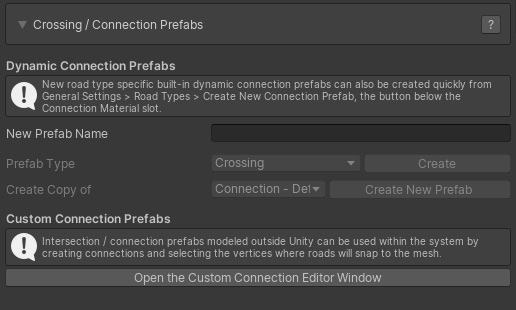 Crossing / Connection Prefabs ?
Dynamic Connection Prefabs
New road type specific built-in dynamic connection prefabs can also be created quickly from
General Settings > Road Types > Create New Connection Prefab, the button below the
Connection Material slot.
New Prefab Name
Prefab Type Crossing Create
Create Copy of Connection - Def Create New Prefab
Custom Connection Prefabs
Intersection / connection prefabs modeled outside Unity can be used within the system by
creating connections and selecting the vertices where roads will snap to the mesh.
Open the Custom Connection Editor Window